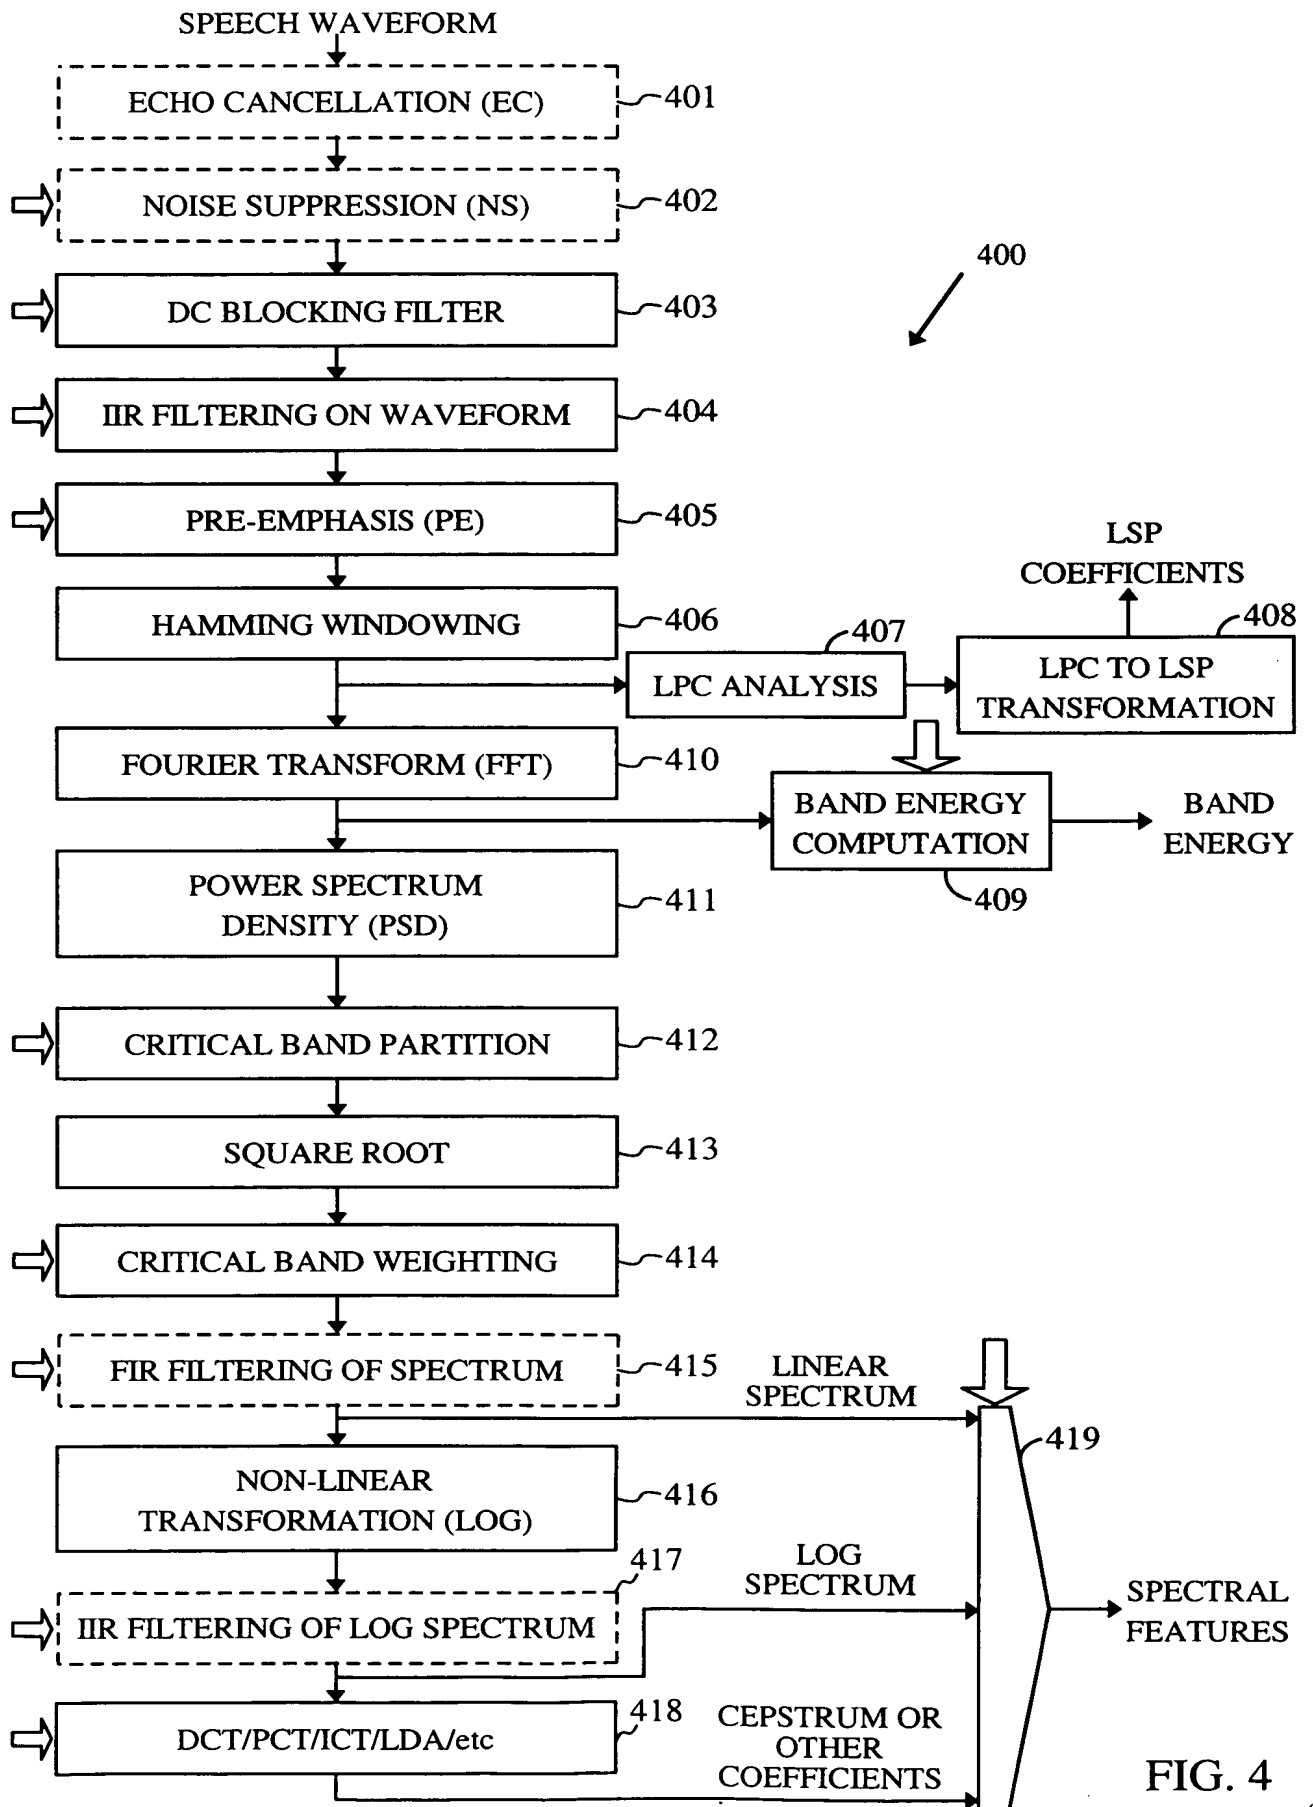 SPEECH WAVEFORM
ECHO CANCELLATION (EC)
401
NOISE SUPPRESSION (NS)
402
DC BLOCKING FILTER
403
400
IIR FILTERING ON WAVEFORM
404
PRE-EMPHASIS (PE)
405
LSP
COEFFICIENTS
HAMMING WINDOWING
406
407
408
LPC ANALYSIS
LPC TO LSP
TRANSFORMATION
FOURIER TRANSFORM (FFT)
410
BAND ENERGY
COMPUTATION
409
BAND
ENERGY
POWER SPECTRUM
DENSITY (PSD)
411
CRITICAL BAND PARTITION
412
SQUARE ROOT
413
CRITICAL BAND WEIGHTING
414
FIR FILTERING OF SPECTRUM
415
LINEAR
SPECTRUM
419
NON-LINEAR
TRANSFORMATION (LOG)
416
417
LOG
SPECTRUM
IIR FILTERING OF LOG SPECTRUM
SPECTRAL
FEATURES
DCT/PCT/ICT/LDA/etc
418
CEPSTRUM OR
OTHER
COEFFICIENTS
FIG. 4